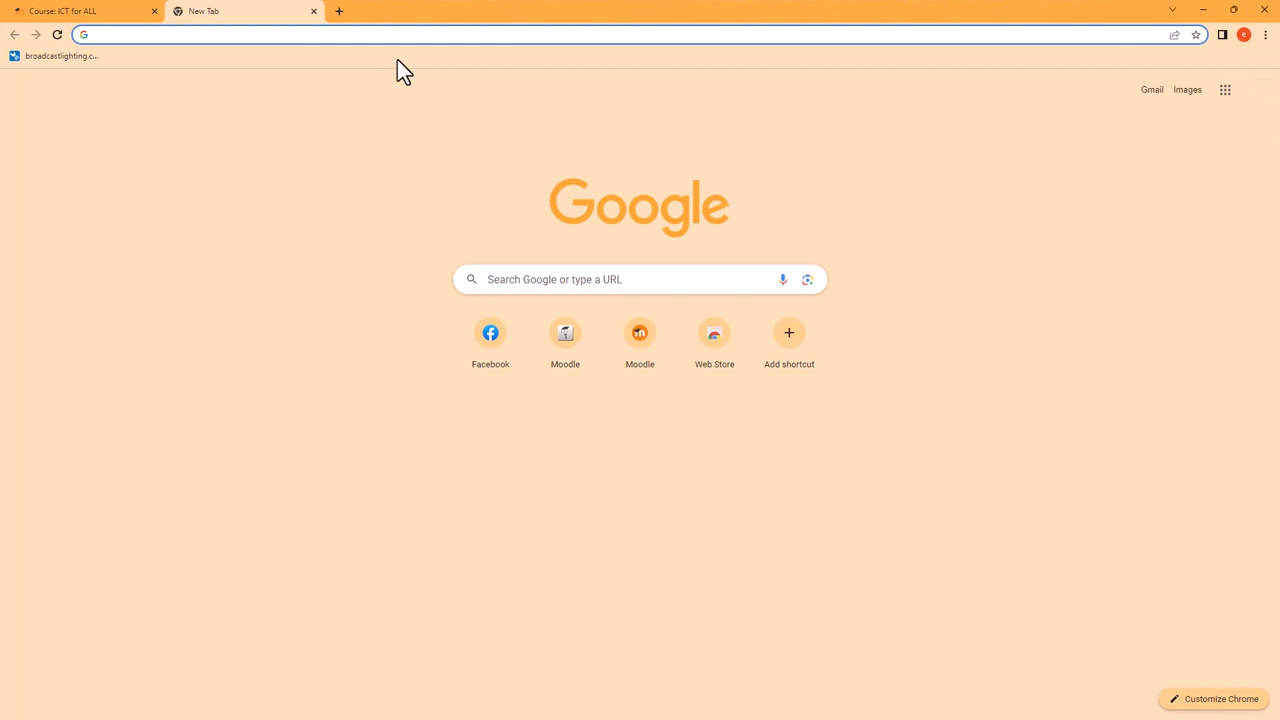 Course: ICT for ALL
New Tab
broadcastlighting.c...
e
Gmail
Images
Google
Search Google or type a URL
Facebook
Moodle
Moodle
Web Store
Add shortcut
Customize Chrome